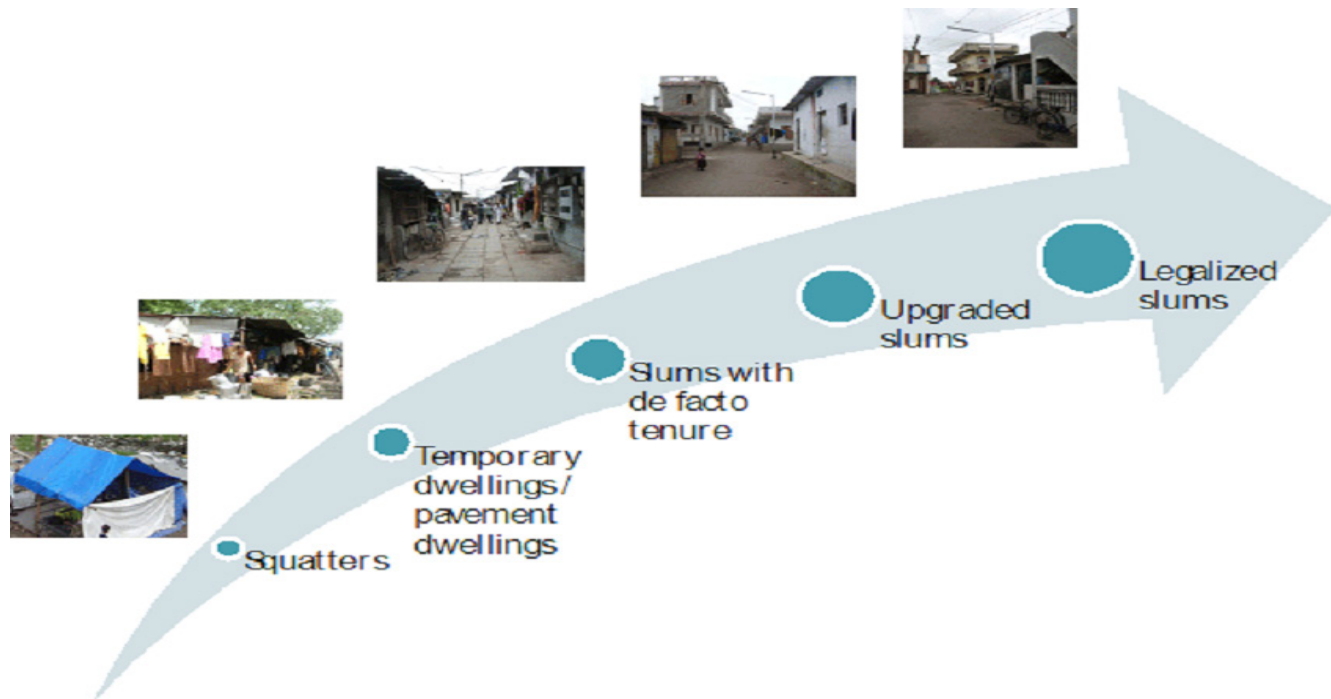 Squatters
Temporary
dwellings/
pavement
dwellings
Slums with
de facto
tenure
Upgraded
slums
Legalized
slums